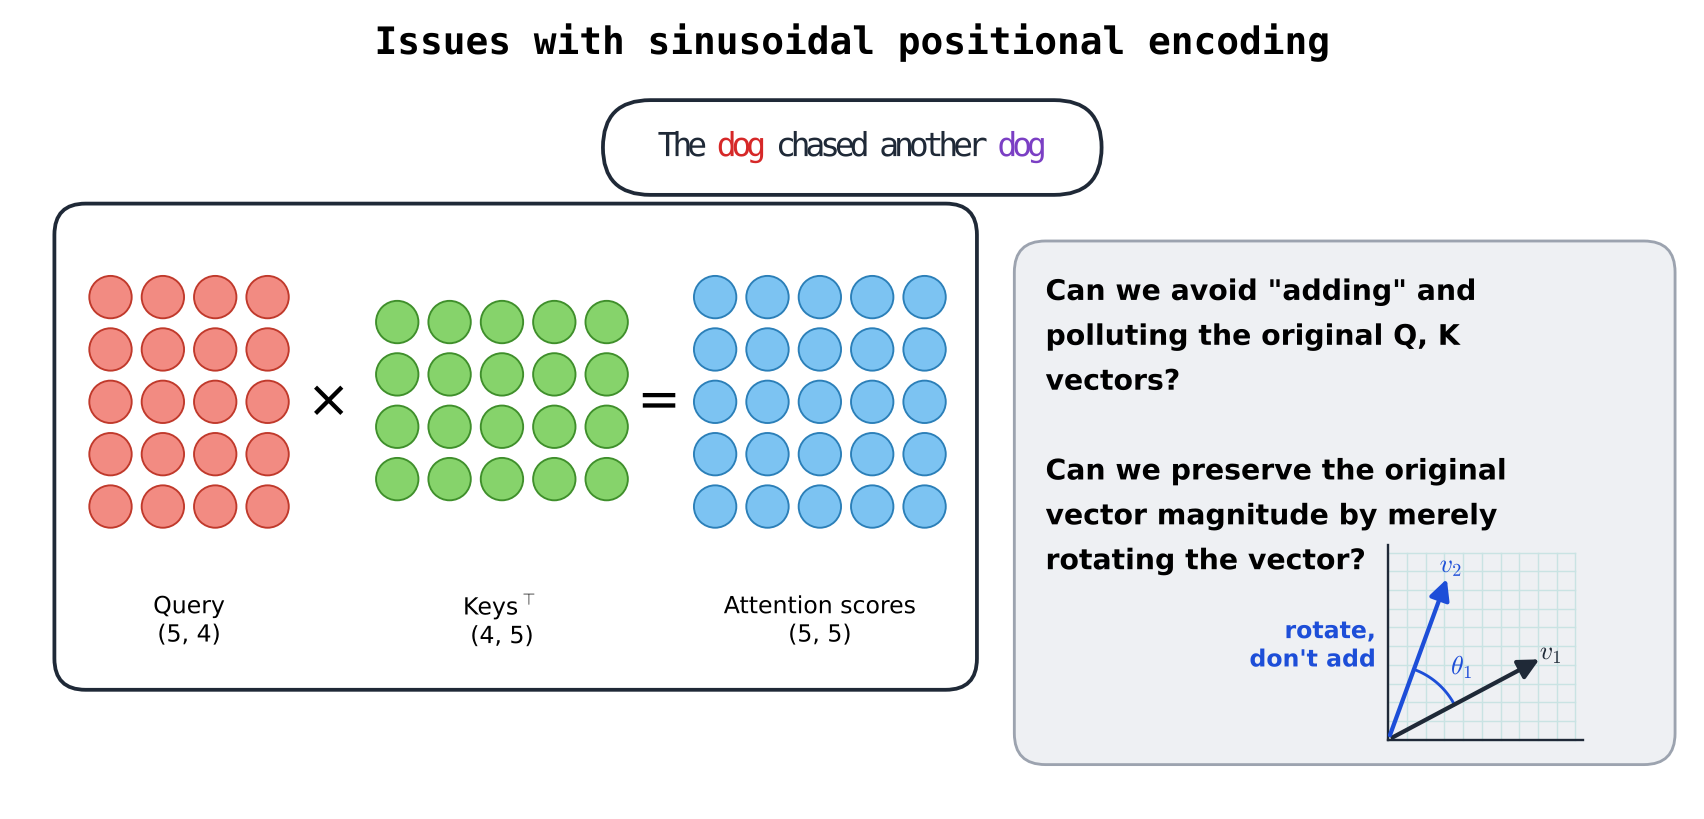 Issues with sinusoidal positional encoding
The dog chased another dog
Can we avoid "adding" and
polluting the original Q, K
vectors?
Can we preserve the original
vector magnitude by merely
rotating the vector?
×
=
Query
(5, 4)
Keys⊤
(4, 5)
Attention scores
(5, 5)
rotate,
don't add
v₂
θ₁
v₁